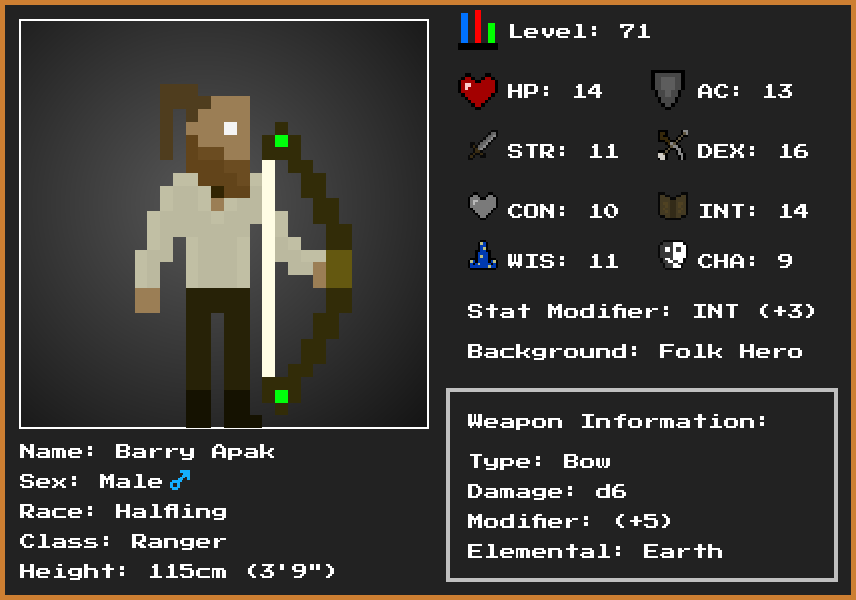 Level: 71
HP: 14
AC: 13
STR: 11
DEX: 16
CON: 10
INT: 14
WIS: 11
CHA: 9
Stat Modifier: INT (+3)
Background: Folk Hero
Weapon Information:
Type: Bow
Damage: d6
Modifier: (+5)
Elemental: Earth
Name: Barry Apak
Sex: Male♂
Race: Halfling
Class: Ranger
Height: 115cm (3'9")